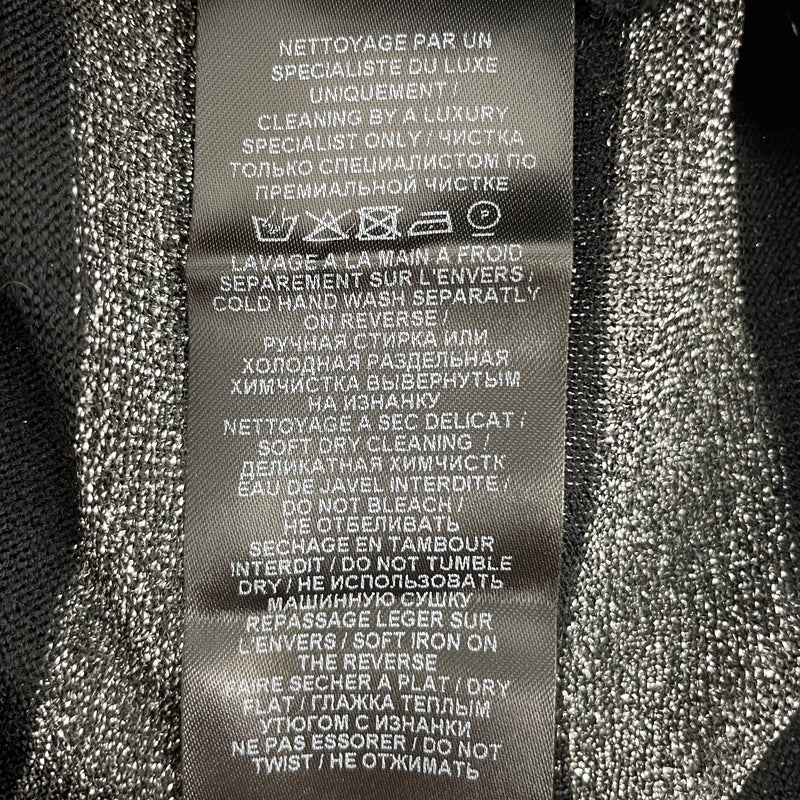 NETTOYAGE PAR UN
SPECIALISTE DU LUXE
UNIQUEMENT /
CLEANING BY A LUXURY
SPECIALIST ONLY / ЧИСТКА
ТОЛЬКО СПЕЦИАЛИСТОМ ПО
ПРЕМИАЛЬНОЙ ЧИСТКЕ
P
LAVAGE A LA MAIN A FROID
SEPAREMENT SUR L'ENVERS /
COLD HAND WASH SEPARATLY
ON REVERSE /
РУЧНАЯ СТИРКА ИЛИ
ХОЛОДНАЯ РАЗДЕЛЬНАЯ
ХИМЧИСТКА ВЫВЕРНУТЫМ
НА ИЗНАНКУ
NETTOYAGE A SEC DELICAT /
SOFT DRY CLEANING /
ДЕЛИКАТНАЯ ХИМЧИСТК
EAU DE JAVEL INTERDITE /
DO NOT BLEACH /
НЕ ОТБЕЛИВАТЬ
SECHAGE EN TAMBOUR
INTERDIT / DO NOT TUMBLE
DRY / НЕ ИСПОЛЬЗОВАТЬ
МАШИННУЮ СУШКУ
REPASSAGE LEGER SUR
L'ENVERS / SOFT IRON ON
THE REVERSE
FAIRE SECHER A PLAT / DRY
FLAT / ГЛАЖКА ТЕПЛЫМ
УТЮГОМ С ИЗНАНКИ
NE PAS ESSORER / DO NOT
TWIST / НЕ ОТЖИМАТЬ